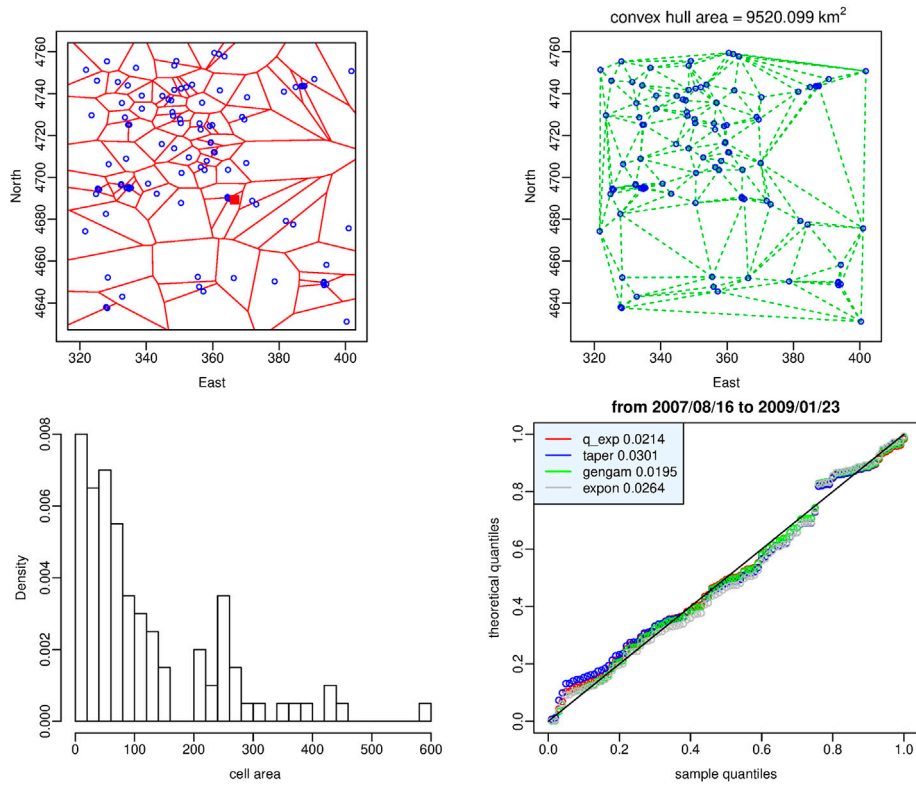 convex hull area = 9520.099 km²
4640 4660 4680 4700 4720 4740 4760
North
320 340 360 380 400
East
4640 4660 4680 4700 4720 4740 4760
North
320 340 360 380 400
East
0.000 0.002 0.004 0.006 0.008
Density
0 100 200 300 400 500 600
cell area
from 2007/08/16 to 2009/01/23
q_exp 0.0214
taper 0.0301
gengam 0.0195
expon 0.0264
0.0 0.2 0.4 0.6 0.8 1.0
theoretical quantiles
0.0 0.2 0.4 0.6 0.8 1.0
sample quantiles